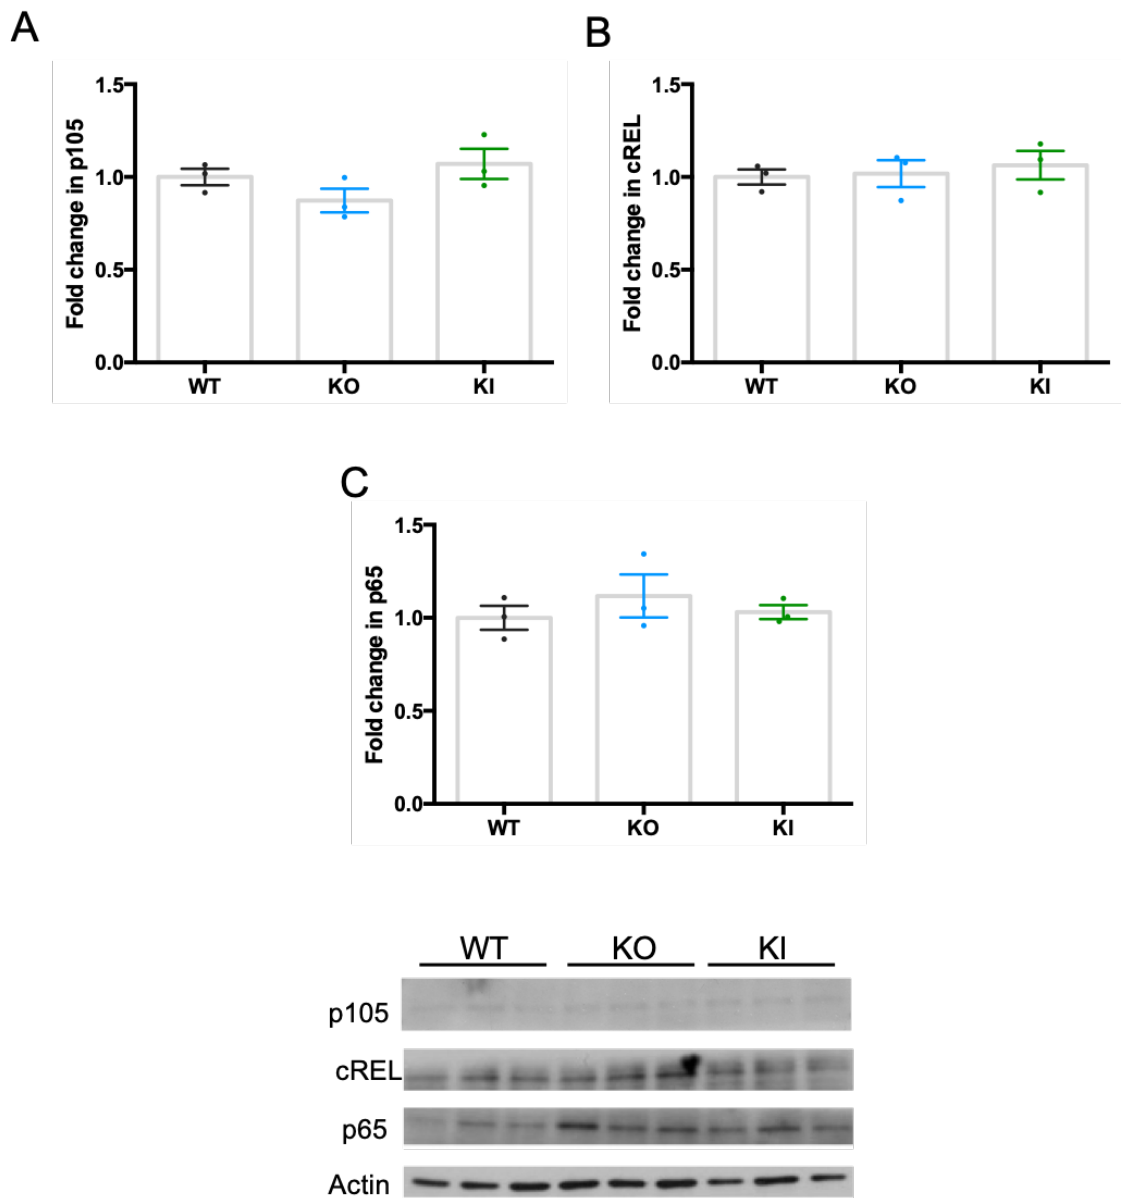 A
Fold change in p105
1.5
1.0
0.5
0.0
WT KO KI
B
Fold change in cREL
1.5
1.0
0.5
0.0
WT KO KI
C
Fold change in p65
1.5
1.0
0.5
0.0
WT KO KI
WT KO KI
p105
cREL
p65
Actin